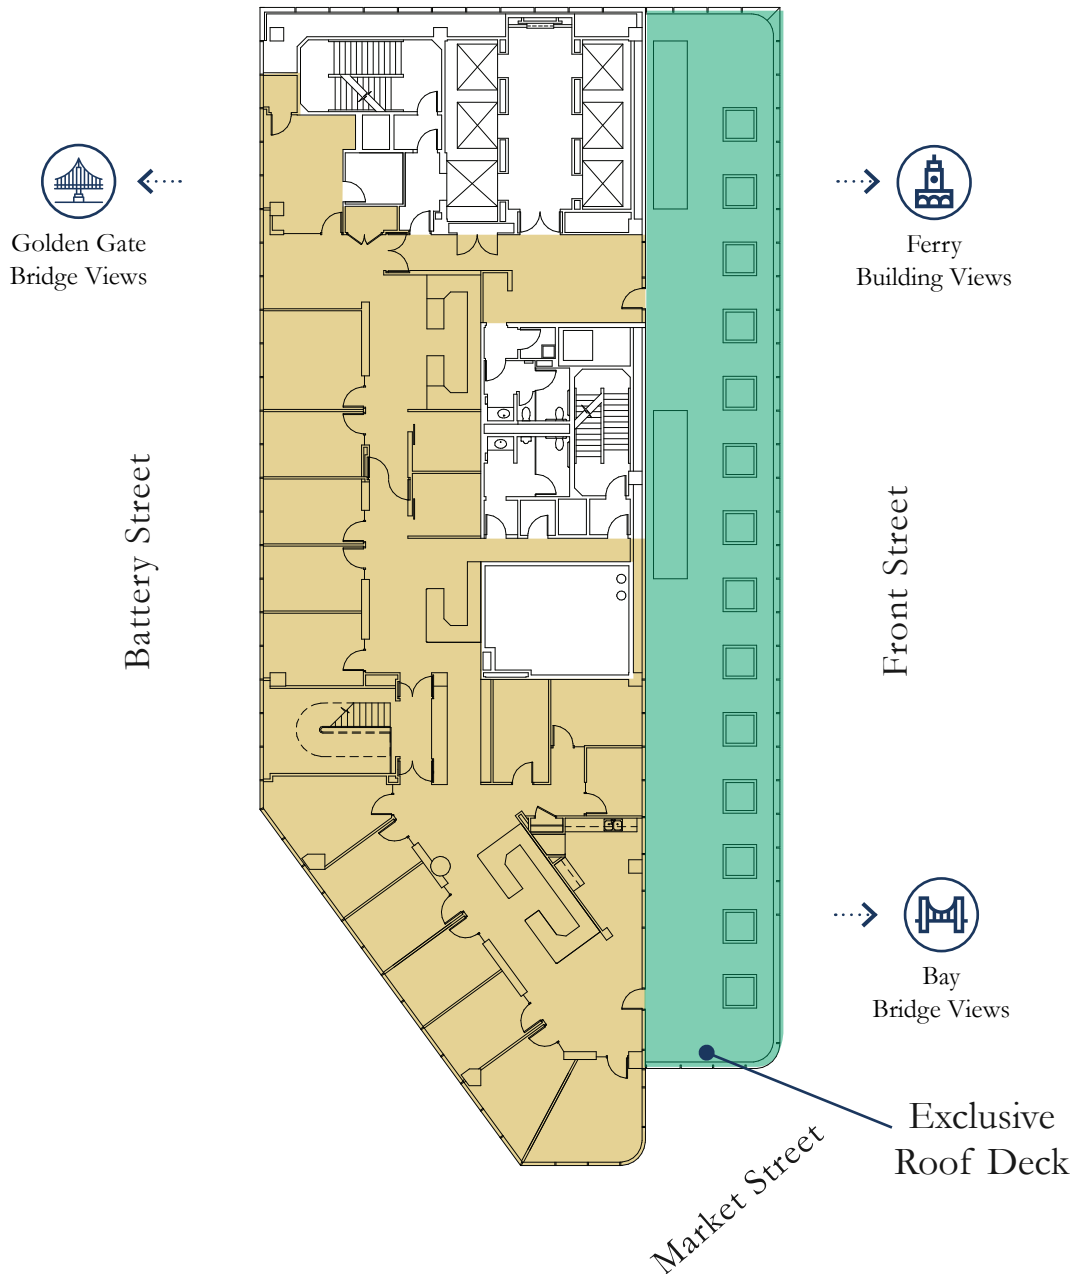 Golden Gate
Bridge Views
Ferry
Building Views
Battery Street
Front Street
Bay
Bridge Views
Exclusive
Roof Deck
Market Street